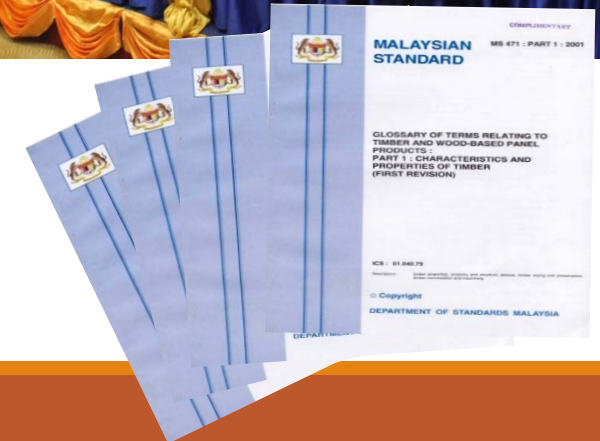 COMPLIMENTARY
MALAYSIAN
STANDARD
MS 471 : PART 1 : 2001
GLOSSARY OF TERMS RELATING TO
TIMBER AND WOOD-BASED PANEL
PRODUCTS :
PART 1 : CHARACTERISTICS AND
PROPERTIES OF TIMBER
(FIRST REVISION)
ICS : 01.040.79
© Copyright
DEPARTMENT OF STANDARDS MALAYSIA